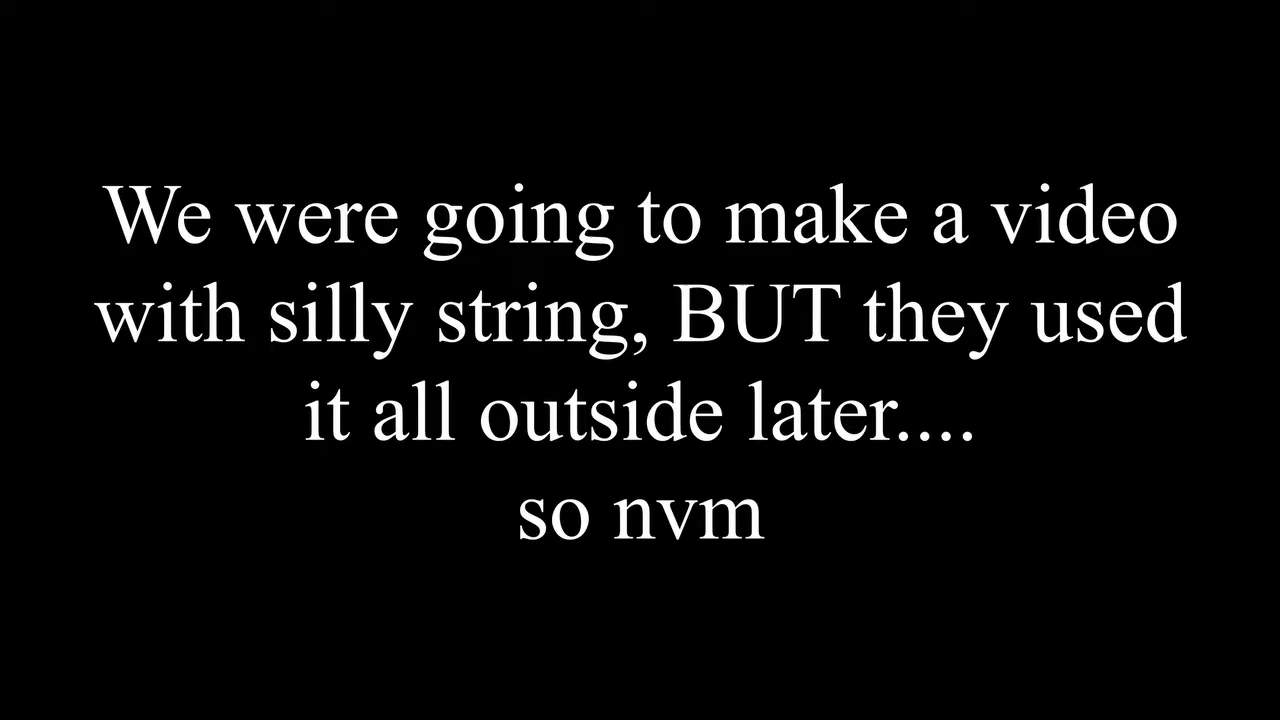 We were going to make a video
with silly string, BUT they used
it all outside later....
so nvm